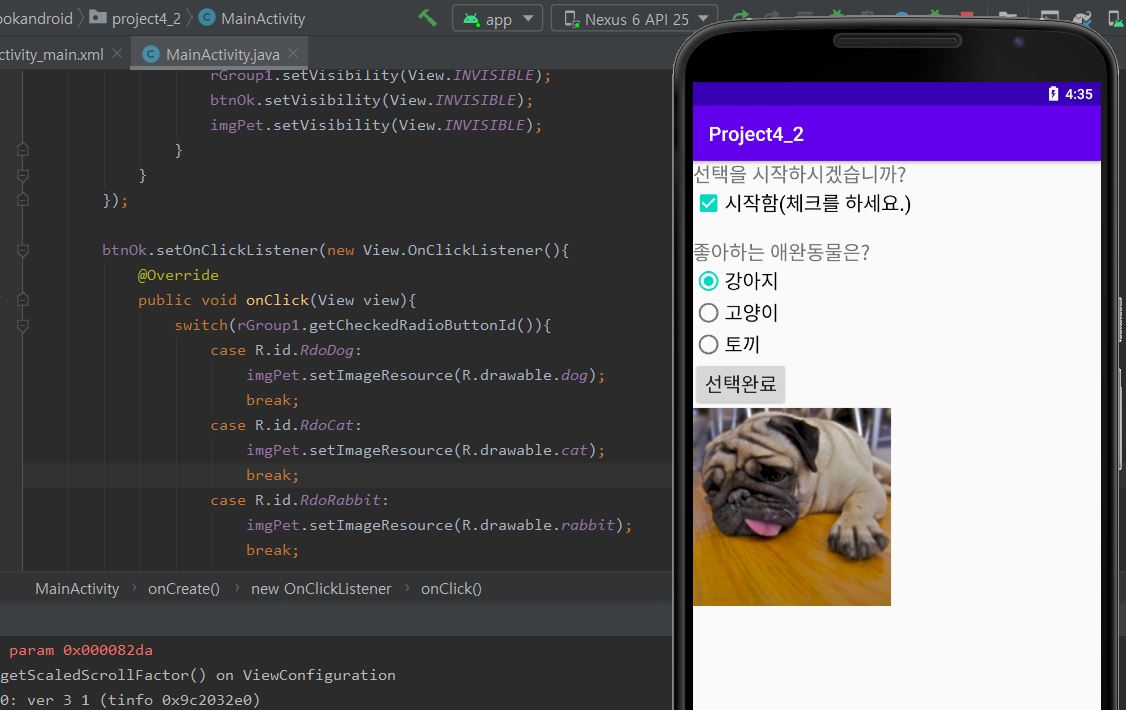 okandroid project4_2 MainActivity app Nexus 6 API 25
ctivity_main.xml MainActivity.java
rGroup1.setVisibility(View.INVISIBLE);
btnOk.setVisibility(View.INVISIBLE);
imgPet.setVisibility(View.INVISIBLE);
}
}
});
btnOk.setOnClickListener(new View.OnClickListener(){
@Override
public void onClick(View view){
switch(rGroup1.getCheckedRadioButtonId()){
case R.id.RdoDog:
imgPet.setImageResource(R.drawable.dog);
break;
case R.id.RdoCat:
imgPet.setImageResource(R.drawable.cat);
break;
case R.id.RdoRabbit:
imgPet.setImageResource(R.drawable.rabbit);
break;
MainActivity onCreate() new OnClickListener onClick()
param 0x000082da
getScaledScrollFactor() on ViewConfiguration
0: ver 3 1 (tinfo 0x9c2032e0)
4:35
Project4_2
선택을 시작하시겠습니까?
시작함(체크를 하세요.)
좋아하는 애완동물은?
강아지
고양이
토끼
선택완료